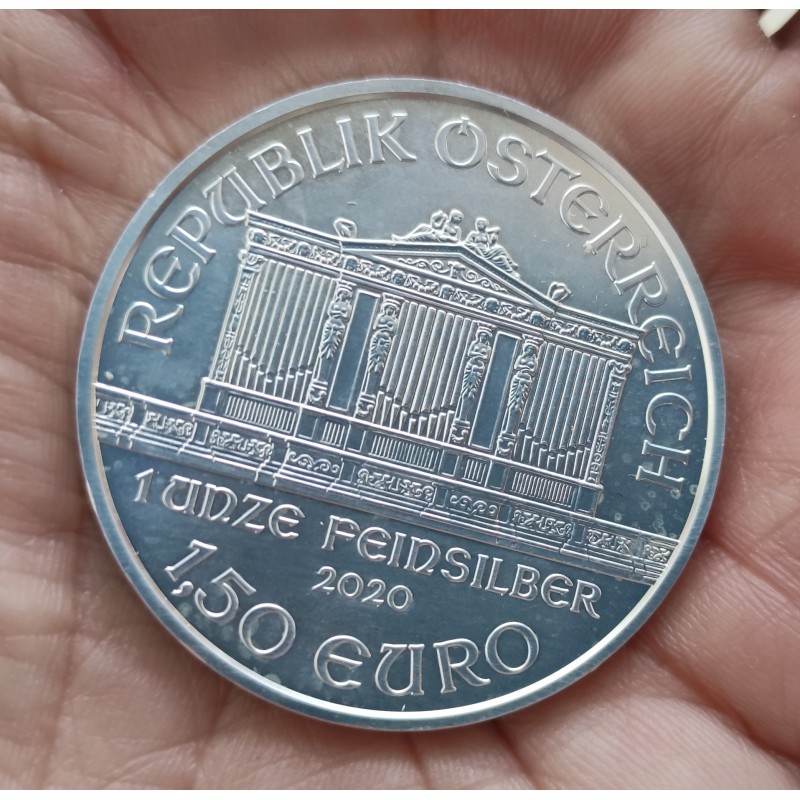 REPUBLIK ÖSTERREICH
1 UNZE FEINSILBER
2020
1,50 EURO